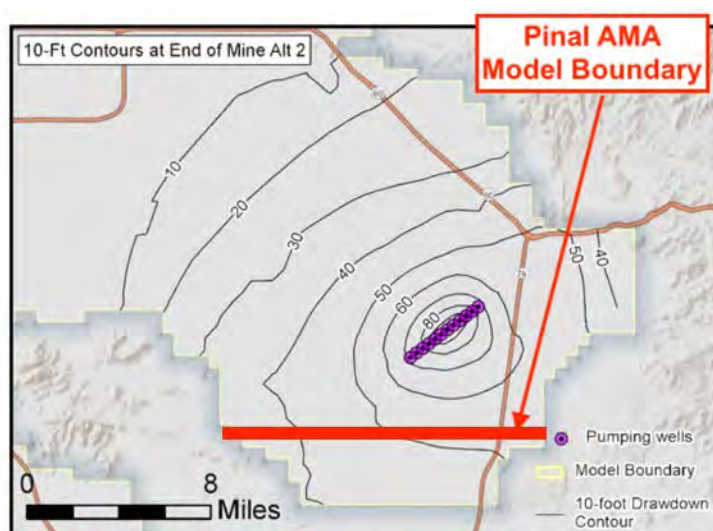 10-Ft Contours at End of Mine Alt 2
Pinal AMA
Model Boundary
10
20
30
40
50
60
80
50
40
0
8
Miles
Pumping wells
Model Boundary
10-foot Drawdown
Contour